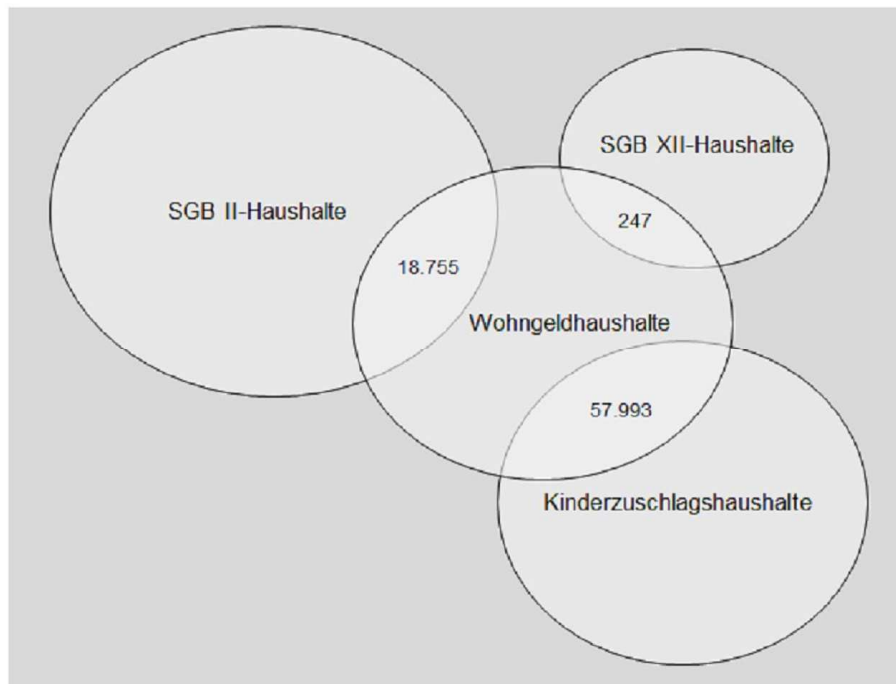 SGB XII-Haushalte
SGB II-Haushalte
247
18.755
Wohngeldhaushalte
57.993
Kinderzuschlagshaushalte